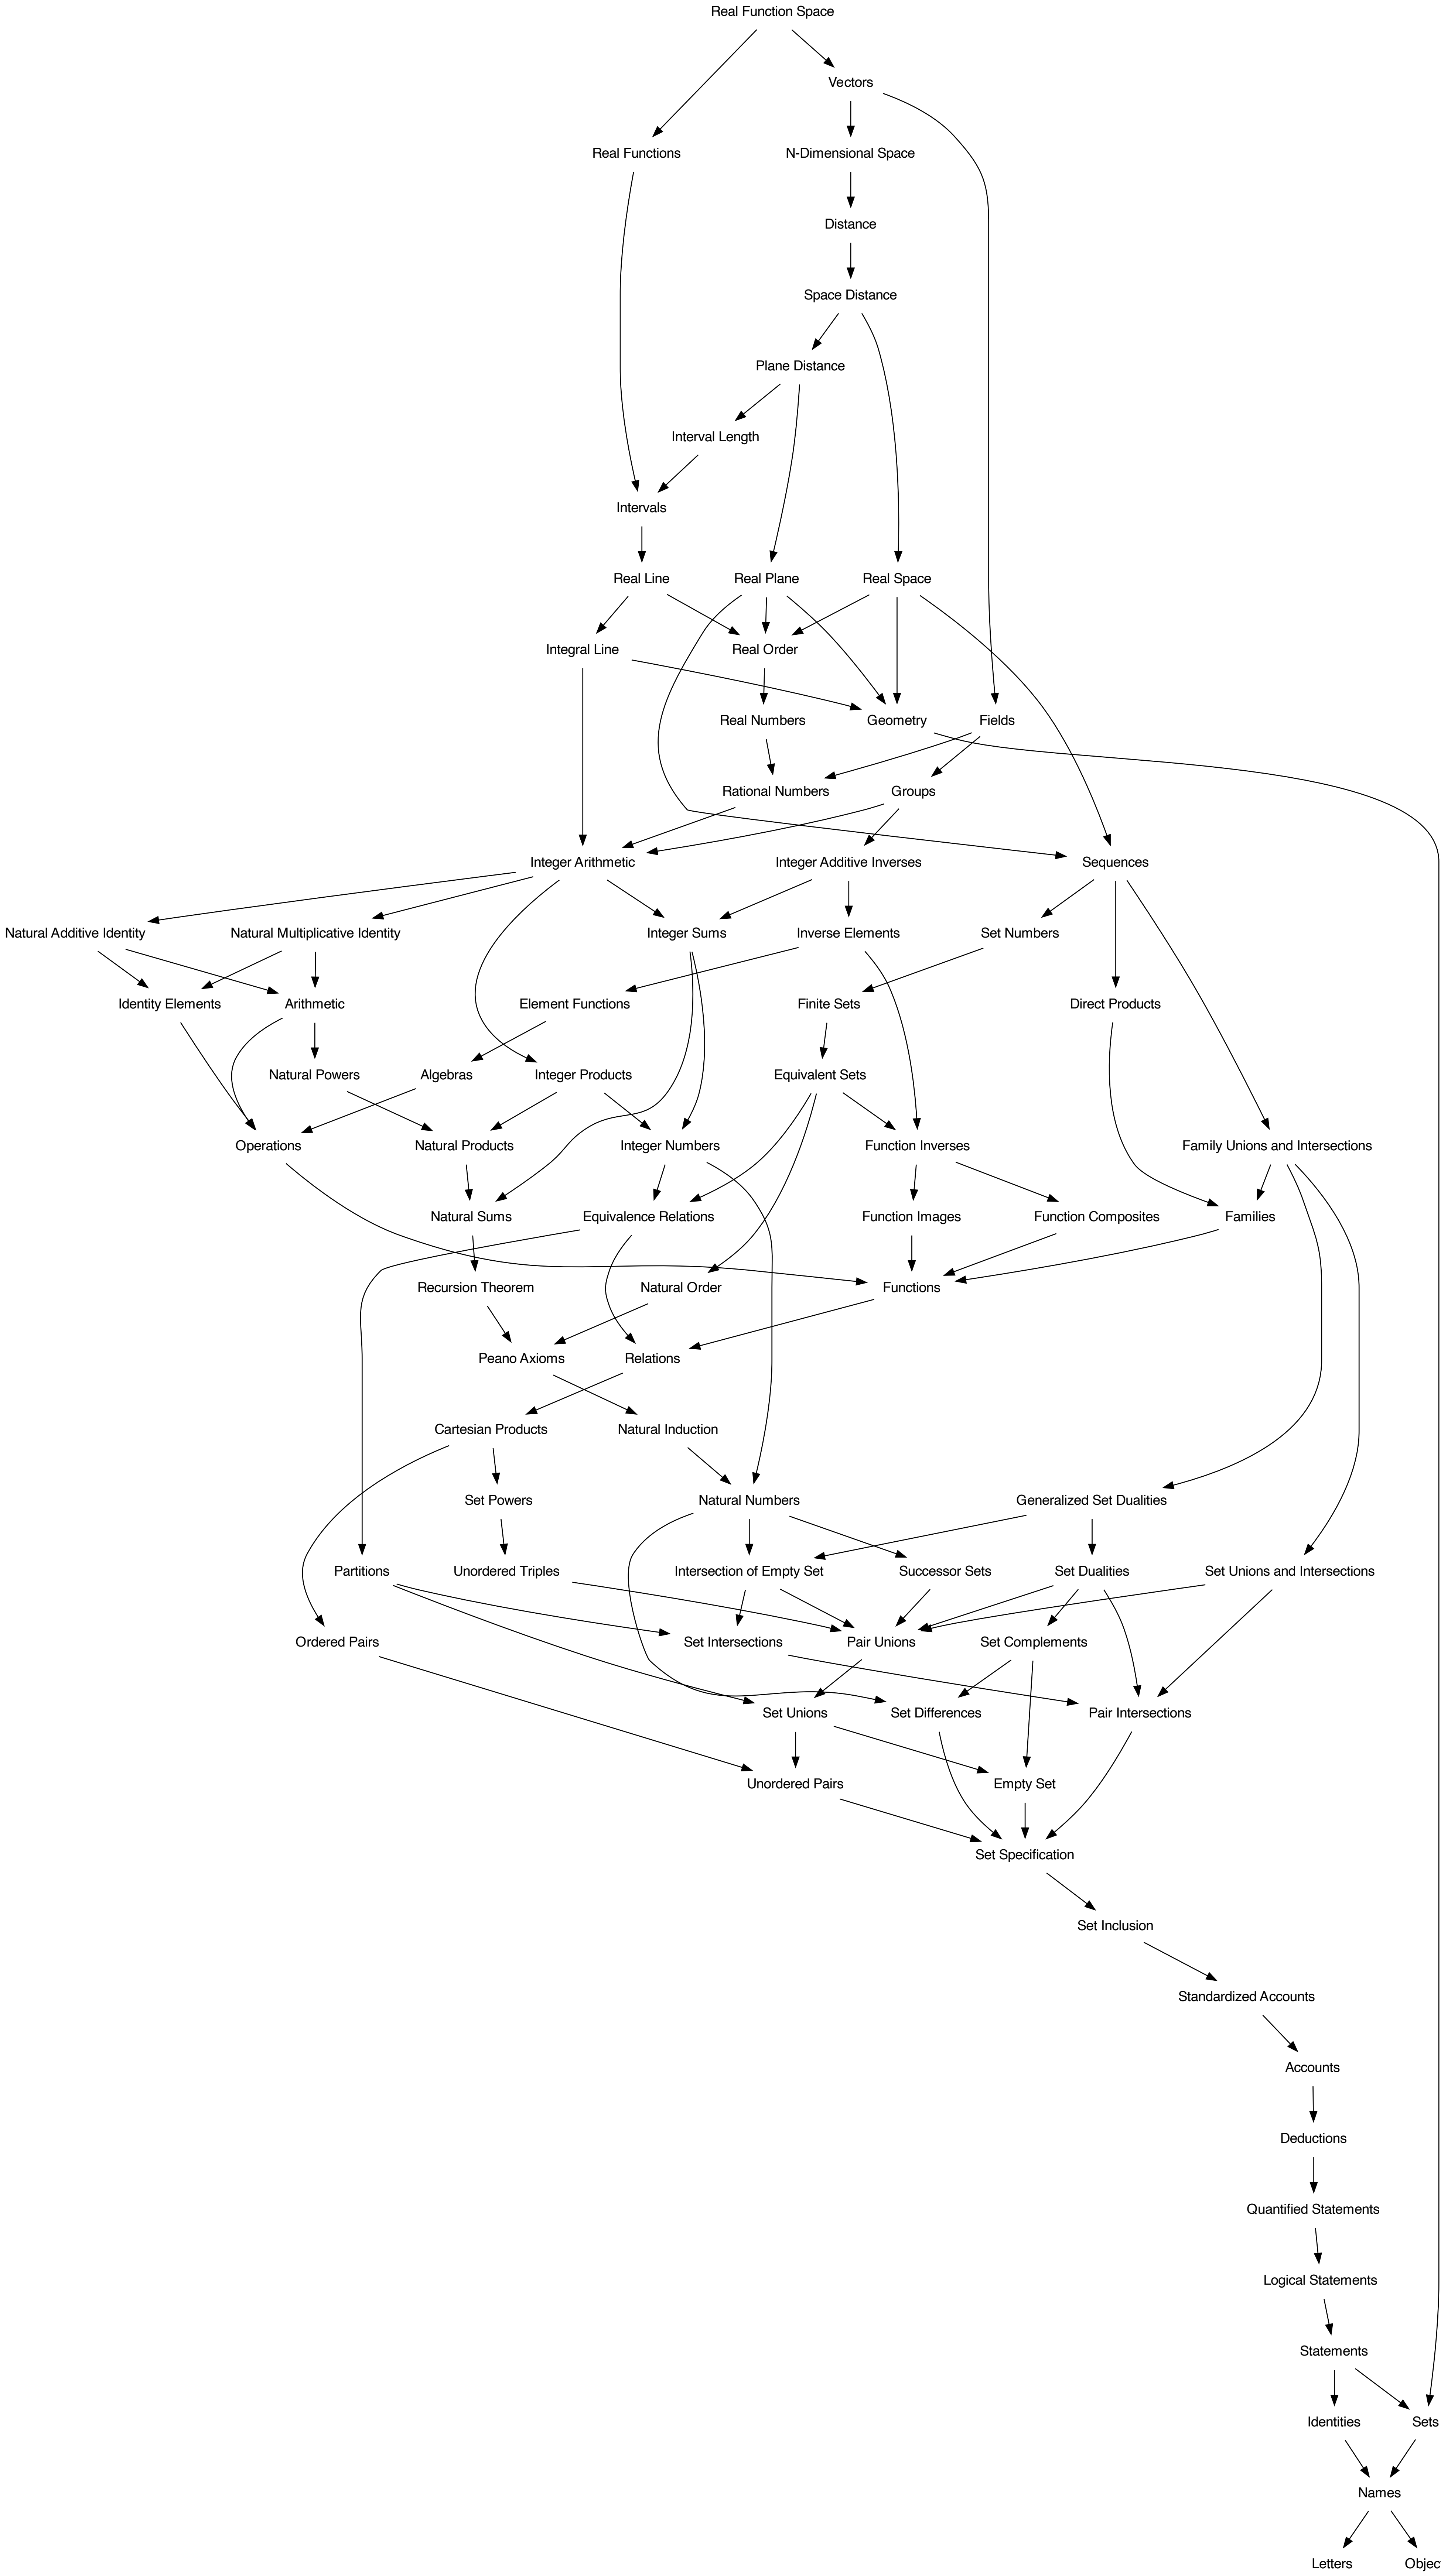 Real Function Space
Vectors
Real Functions
N-Dimensional Space
Distance
Space Distance
Plane Distance
Interval Length
Intervals
Real Line
Real Plane
Real Space
Integral Line
Real Order
Real Numbers
Geometry
Fields
Rational Numbers
Groups
Integer Arithmetic
Integer Additive Inverses
Sequences
Natural Additive Identity
Natural Multiplicative Identity
Integer Sums
Inverse Elements
Set Numbers
Identity Elements
Arithmetic
Element Functions
Finite Sets
Direct Products
Natural Powers
Algebras
Integer Products
Equivalent Sets
Operations
Natural Products
Integer Numbers
Function Inverses
Family Unions and Intersections
Natural Sums
Equivalence Relations
Function Images
Function Composites
Families
Recursion Theorem
Natural Order
Functions
Peano Axioms
Relations
Cartesian Products
Natural Induction
Set Powers
Natural Numbers
Generalized Set Dualities
Partitions
Unordered Triples
Intersection of Empty Set
Successor Sets
Set Dualities
Set Unions and Intersections
Ordered Pairs
Set Intersections
Pair Unions
Set Complements
Set Unions
Set Differences
Pair Intersections
Unordered Pairs
Empty Set
Set Specification
Set Inclusion
Standardized Accounts
Accounts
Deductions
Quantified Statements
Logical Statements
Statements
Identities
Sets
Names
Letters
Objec